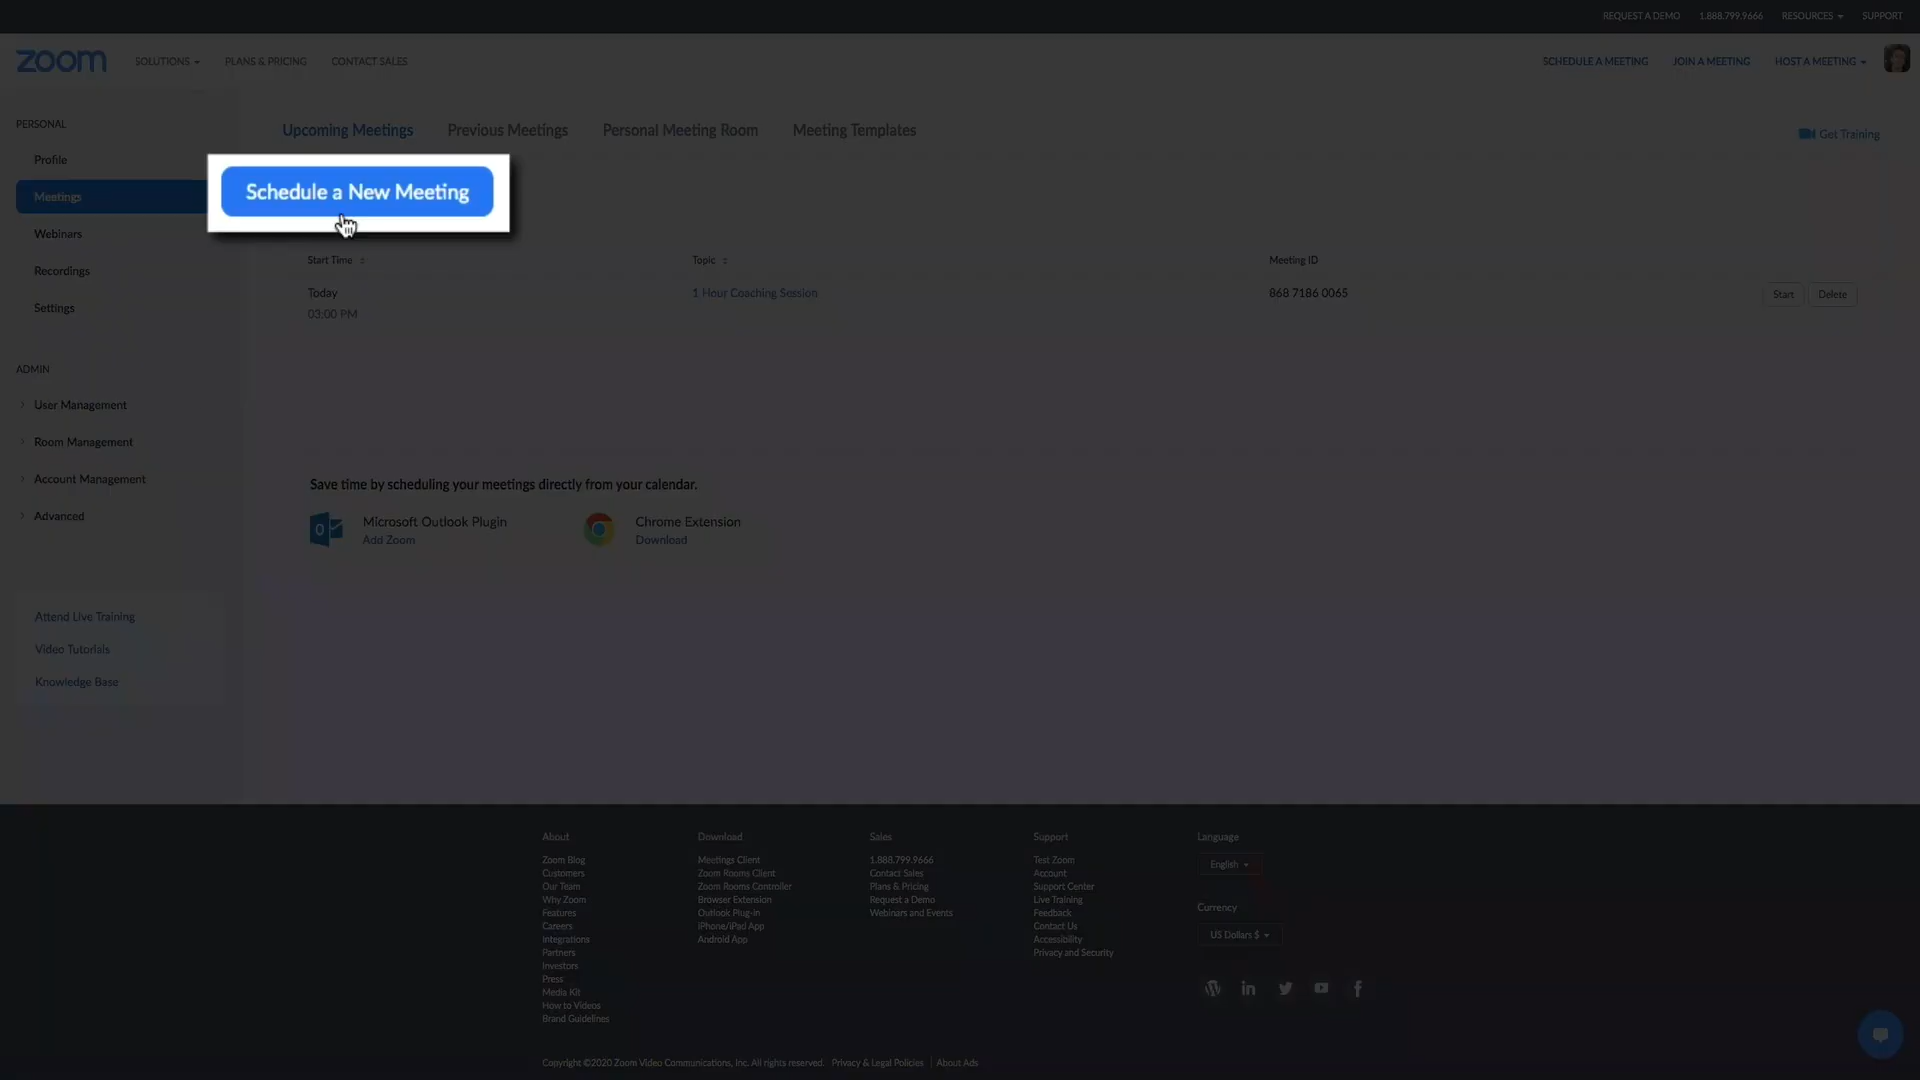 REQUEST A DEMO 1.888.799.9666 RESOURCES SUPPORT
zoom SOLUTIONS PLANS & PRICING CONTACT SALES SCHEDULE A MEETING JOIN A MEETING HOST A MEETING
PERSONAL
Profile
Meetings
Webinars
Recordings
Settings
ADMIN
User Management
Room Management
Account Management
Advanced
Attend Live Training
Video Tutorials
Knowledge Base
Upcoming Meetings Previous Meetings Personal Meeting Room Meeting Templates
Get Training
Schedule a New Meeting
Start Time Topic Meeting ID
Today 1 Hour Coaching Session 868 7186 0065 Start Delete
03:00 PM
Save time by scheduling your meetings directly from your calendar.
Microsoft Outlook Plugin
Add Zoom
Chrome Extension
Download
About
Zoom Blog
Customers
Our Team
Why Zoom
Features
Careers
Integrations
Partners
Investors
Press
Media Kit
How to Videos
Brand Guidelines
Download
Meetings Client
Zoom Rooms Client
Zoom Rooms Controller
Browser Extension
Outlook Plug-in
iPhone/iPad App
Android App
Sales
1.888.799.9666
Contact Sales
Plans & Pricing
Request a Demo
Webinars and Events
Support
Test Zoom
Account
Support Center
Live Training
Feedback
Contact Us
Accessibility
Privacy and Security
Language
English
Currency
US Dollars $
Copyright ©2020 Zoom Video Communications, Inc. All rights reserved. Privacy & Legal Policies | About Ads